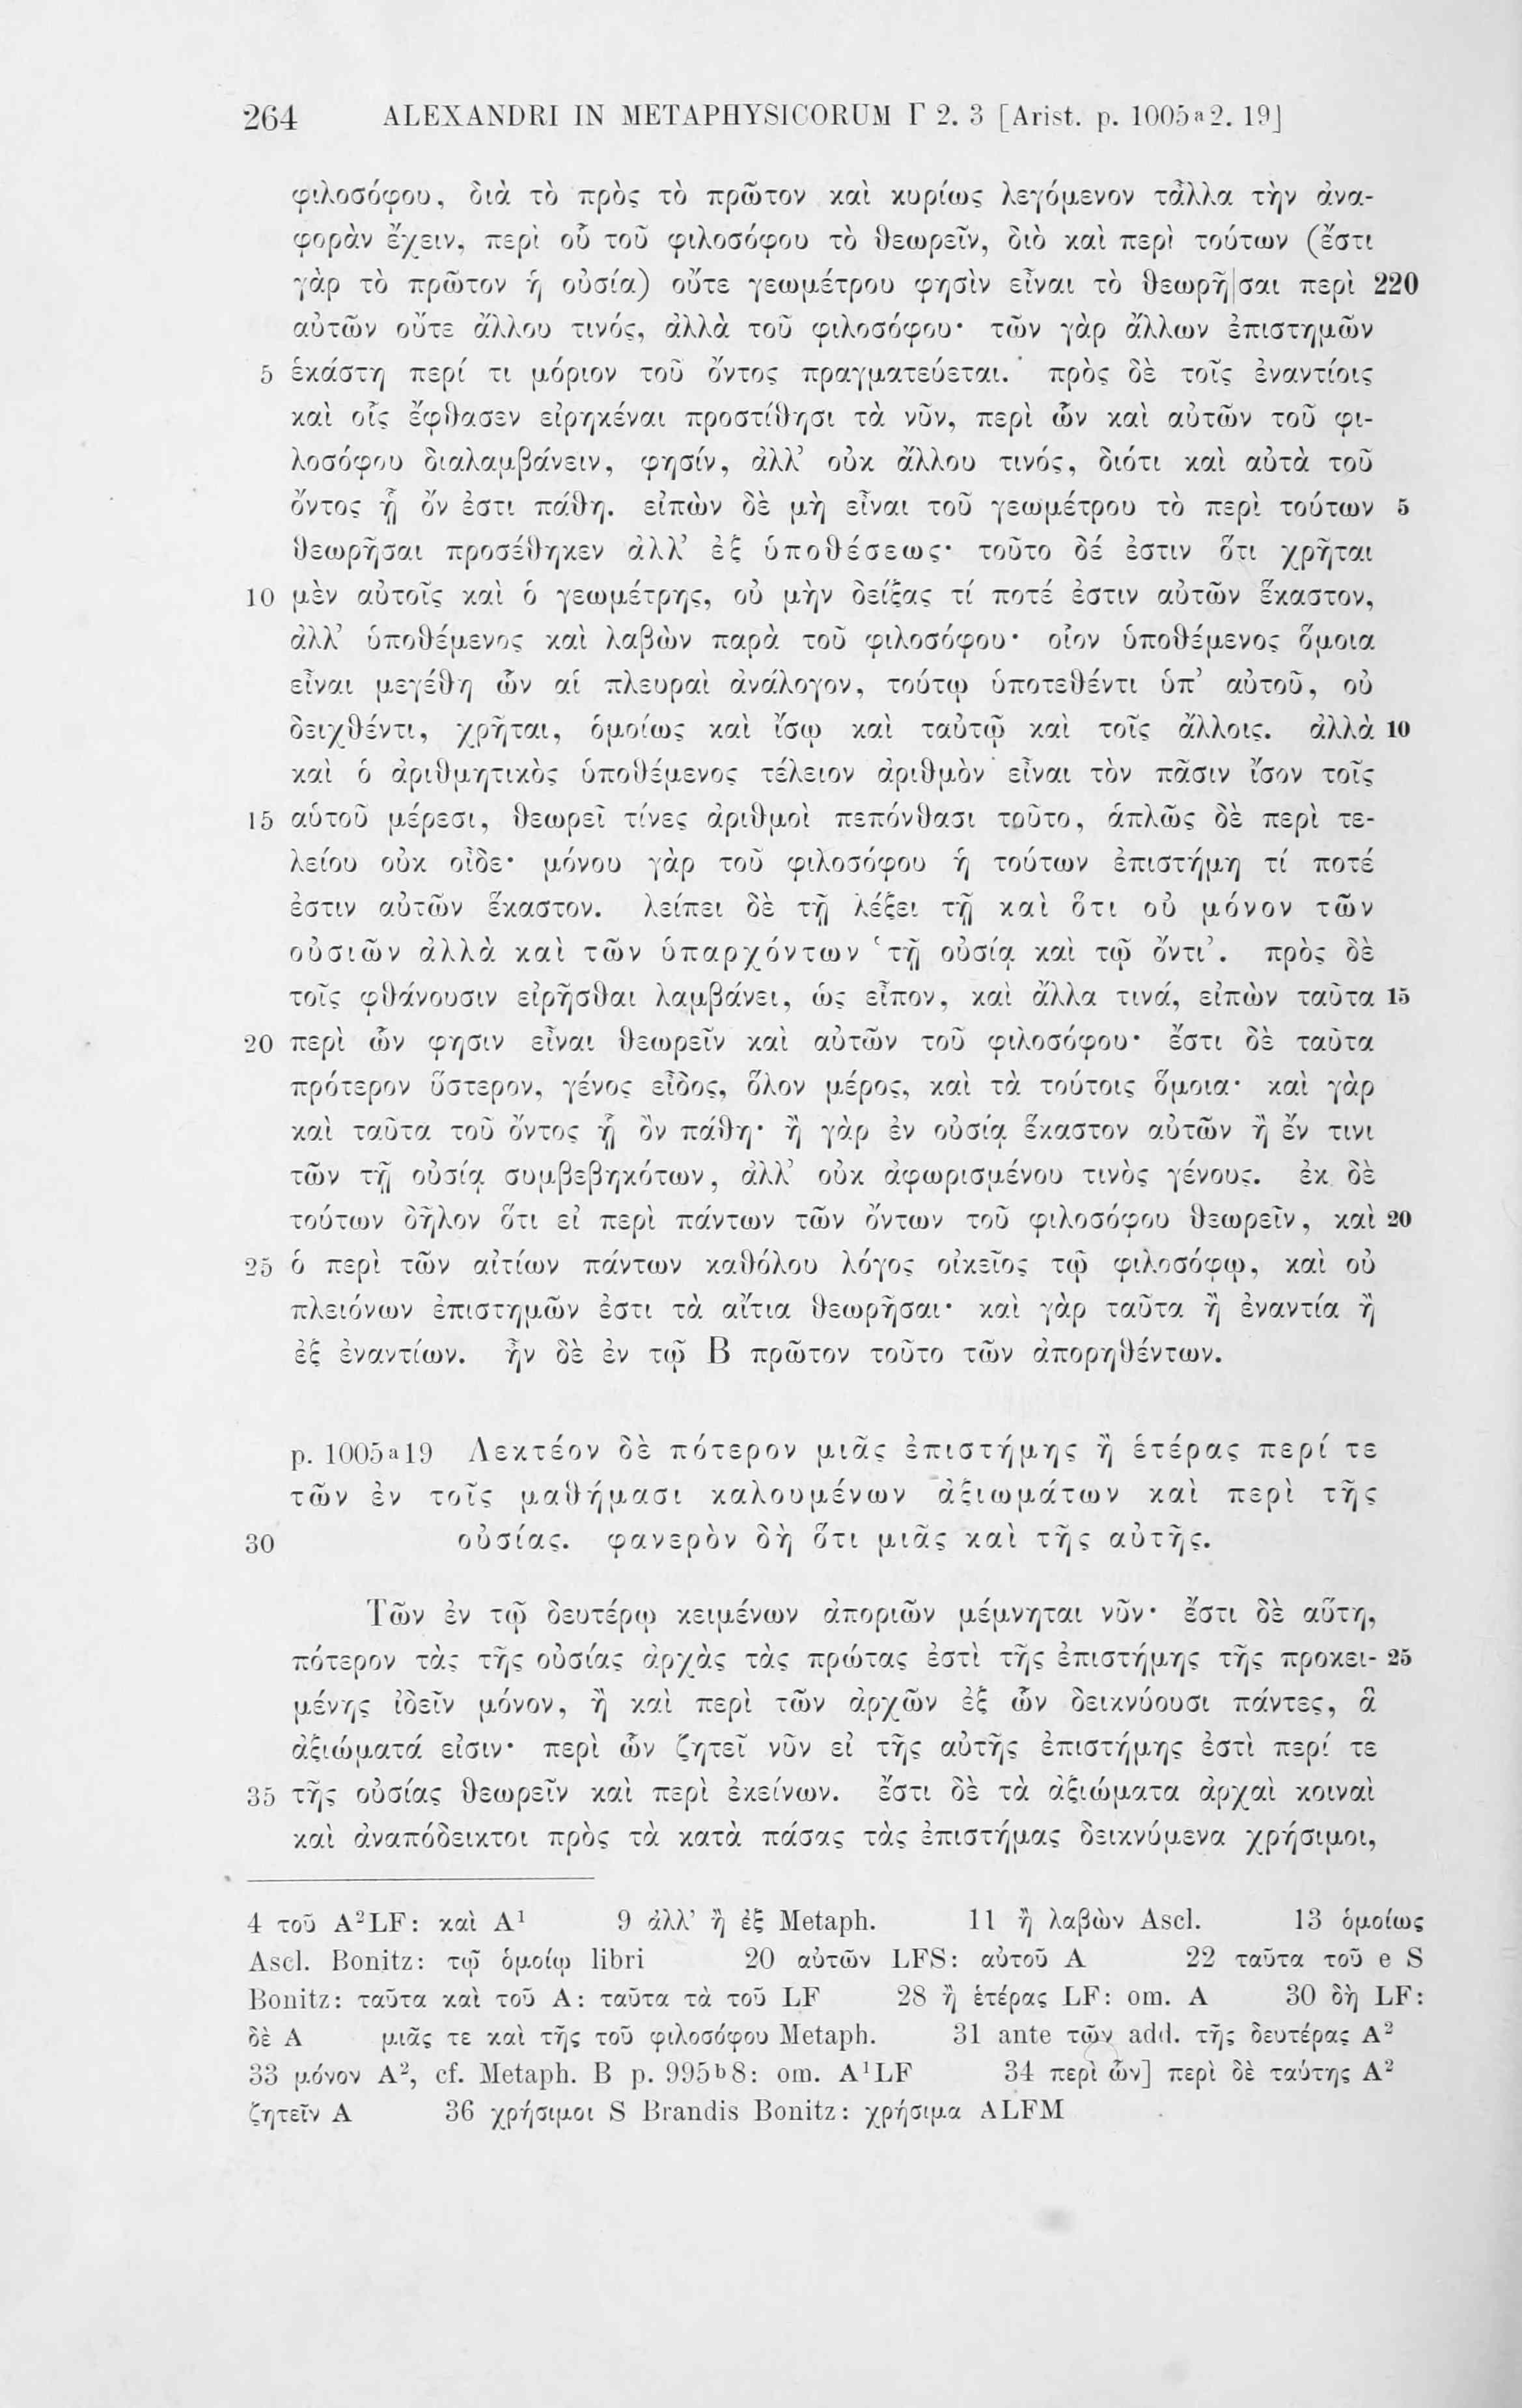 264 ALEXANDRI IN METAPHYSICORUM Γ 2. 3 [Arist. p. 1005ᵃ2. 19]
φιλοσόφου, διὰ τὸ πρὸς τὸ πρῶτον καὶ κυρίως λεγόμενον τἆλλα τὴν ἀνα-
φορὰν ἔχειν, περὶ οὗ τοῦ φιλοσόφου τὸ θεωρεῖν, διὸ καὶ περὶ τούτων (ἔστι
γὰρ τὸ πρῶτον ἡ οὐσία) οὔτε γεωμέτρου φησὶν εἶναι τὸ θεωρῆ|σαι περὶ 220
αὐτῶν οὔτε ἄλλου τινός, ἀλλὰ τοῦ φιλοσόφου· τῶν γὰρ ἄλλων ἐπιστημῶν
5 ἑκάστη περί τι μόριον τοῦ ὄντος πραγματεύεται. πρὸς δὲ τοῖς ἐναντίοις
καὶ οἷς ἔφθασεν εἰρηκέναι προστίθησι τὰ νῦν, περὶ ὧν καὶ αὐτῶν τοῦ φι-
λοσόφου διαλαμβάνειν, φησίν, ἀλλ’ οὐκ ἄλλου τινός, διότι καὶ αὐτὰ τοῦ
ὄντος ᾗ ὄν ἐστι πάθη. εἰπὼν δὲ μὴ εἶναι τοῦ γεωμέτρου τὸ περὶ τούτων 5
θεωρῆσαι προσέθηκεν ἀλλ’ ἐξ ὑποθέσεως· τοῦτο δέ ἐστιν ὅτι χρῆται
10 μὲν αὐτοῖς καὶ ὁ γεωμέτρης, οὐ μὴν δείξας τί ποτέ ἐστιν αὐτῶν ἕκαστον,
ἀλλ’ ὑποθέμενος καὶ λαβὼν παρὰ τοῦ φιλοσόφου· οἷον ὑποθέμενος ὅμοια
εἶναι μεγέθη ὧν αἱ πλευραὶ ἀνάλογον, τούτῳ ὑποτεθέντι ὑπ’ αὐτοῦ, οὐ
δειχθέντι, χρῆται, ὁμοίως καὶ ἴσῳ καὶ ταὐτῷ καὶ τοῖς ἄλλοις. ἀλλὰ 10
καὶ ὁ ἀριθμητικὸς ὑποθέμενος τέλειον ἀριθμὸν εἶναι τὸν πᾶσιν ἴσον τοῖς
15 αὑτοῦ μέρεσι, θεωρεῖ τίνες ἀριθμοὶ πεπόνθασι τοῦτο, ἁπλῶς δὲ περὶ τε-
λείου οὐκ οἶδε· μόνου γὰρ τοῦ φιλοσόφου ἡ τούτων ἐπιστήμη τί ποτέ
ἐστιν αὐτῶν ἕκαστον. λείπει δὲ τῇ λέξει τῇ καὶ ὅτι οὐ μόνον τῶν
οὐσιῶν ἀλλὰ καὶ τῶν ὑπαρχόντων ‘τῇ οὐσίᾳ καὶ τῷ ὄντι’. πρὸς δὲ
τοῖς φθάνουσιν εἰρῆσθαι λαμβάνει, ὡς εἶπον, καὶ ἄλλα τινά, εἰπὼν ταῦτα 15
20 περὶ ὧν φησιν εἶναι θεωρεῖν καὶ αὐτῶν τοῦ φιλοσόφου· ἔστι δὲ ταῦτα
πρότερον ὕστερον, γένος εἶδος, ὅλον μέρος, καὶ τὰ τούτοις ὅμοια· καὶ γὰρ
καὶ ταῦτα τοῦ ὄντος ᾗ ὂν πάθη· ἢ γὰρ ἐν οὐσίᾳ ἕκαστον αὐτῶν ἢ ἔν τινι
τῶν τῇ οὐσίᾳ συμβεβηκότων, ἀλλ’ οὐκ ἀφωρισμένου τινὸς γένους. ἐκ δὲ
τούτων δῆλον ὅτι εἰ περὶ πάντων τῶν ὄντων τοῦ φιλοσόφου θεωρεῖν, καὶ 20
25 ὁ περὶ τῶν αἰτίων πάντων καθόλου λόγος οἰκεῖος τῷ φιλοσόφῳ, καὶ οὐ
πλειόνων ἐπιστημῶν ἐστι τὰ αἴτια θεωρῆσαι· καὶ γὰρ ταῦτα ἢ ἐναντία ἢ
ἐξ ἐναντίων. ἦν δὲ ἐν τῷ Β πρῶτον τοῦτο τῶν ἀπορηθέντων.
p. 1005ᵃ19 Λεκτέον δὲ πότερον μιᾶς ἐπιστήμης ἢ ἑτέρας περί τε
τῶν ἐν τοῖς μαθήμασι καλουμένων ἀξιωμάτων καὶ περὶ τῆς
30 οὐσίας. φανερὸν δὴ ὅτι μιᾶς καὶ τῆς αὐτῆς.
Τῶν ἐν τῷ δευτέρῳ κειμένων ἀποριῶν μέμνηται νῦν· ἔστι δὲ αὕτη,
πότερον τὰς τῆς οὐσίας ἀρχὰς τὰς πρώτας ἐστὶ τῆς ἐπιστήμης τῆς προκει- 25
μένης ἰδεῖν μόνον, ἢ καὶ περὶ τῶν ἀρχῶν ἐξ ὧν δεικνύουσι πάντες, ἃ
ἀξιώματά εἰσιν· περὶ ὧν ζητεῖ νῦν εἰ τῆς αὐτῆς ἐπιστήμης ἐστὶ περί τε
35 τῆς οὐσίας θεωρεῖν καὶ περὶ ἐκείνων. ἔστι δὲ τὰ ἀξιώματα ἀρχαὶ κοιναὶ
καὶ ἀναπόδεικτοι πρὸς τὰ κατὰ πάσας τὰς ἐπιστήμας δεικνύμενα χρήσιμοι,
4 τοῦ A²LF: καὶ A¹ 9 ἀλλ’ ἢ ἐξ Metaph. 11 ἢ λαβὼν Ascl. 13 ὁμοίως
Ascl. Bonitz: τῷ ὁμοίῳ libri 20 αὐτῶν LFS: αὐτοῦ A 22 ταῦτα τοῦ e S
Bonitz: ταῦτα καὶ τοῦ A: ταῦτα τὰ τοῦ LF 28 ἢ ἑτέρας LF: om. A 30 δὴ LF:
δὲ A μιᾶς τε καὶ τῆς τοῦ φιλοσόφου Metaph. 31 ante τῶν add. τῆς δευτέρας A²
33 μόνον A², cf. Metaph. B p. 995ᵇ8: om. A¹LF 34 περὶ ὧν] περὶ δὲ ταύτης A²
ζητεῖν A 36 χρήσιμοι S Brandis Bonitz: χρήσιμα ALFM